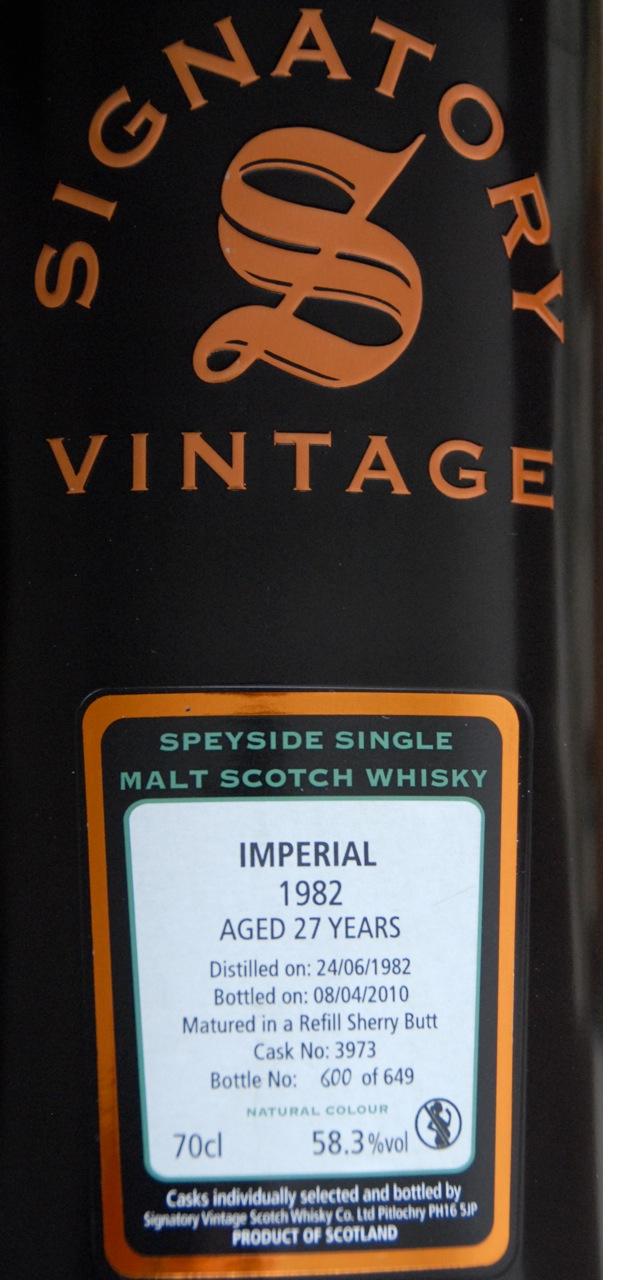 SIGNATORY
S
VINTAGE
SPEYSIDE SINGLE
MALT SCOTCH WHISKY
IMPERIAL
1982
AGED 27 YEARS
Distilled on: 24/06/1982
Bottled on: 08/04/2010
Matured in a Refill Sherry Butt
Cask No: 3973
Bottle No: 600 of 649
NATURAL COLOUR
70cl 58.3%vol
Casks individually selected and bottled by
Signatory Vintage Scotch Whisky Co. Ltd Pitlochry PH16 5JP
PRODUCT OF SCOTLAND